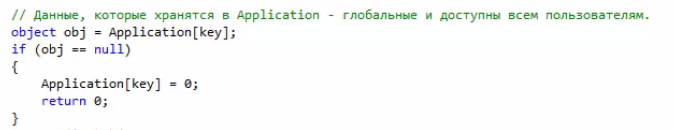 // Данные, которые хранятся в Application - глобальные и доступны всем пользователям.
object obj = Application[key];
if (obj == null)
{
    Application[key] = 0;
    return 0;
}